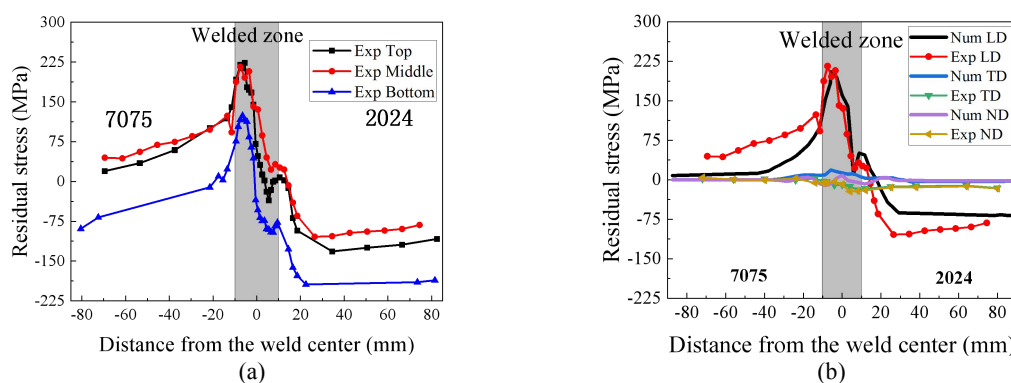 Residual stress (MPa)
300
225
150
75
0
-75
-150
-225
Welded zone
Exp Top
Exp Middle
Exp Bottom
7075
2024
-80 -60 -40 -20 0 20 40 60 80
Distance from the weld center (mm)
(a)
Residual stress (MPa)
300
225
150
75
0
-75
-150
-225
Welded zone
Num LD
Exp LD
Num TD
Exp TD
Num ND
Exp ND
7075
2024
-80 -60 -40 -20 0 20 40 60 80
Distance from the weld center (mm)
(b)